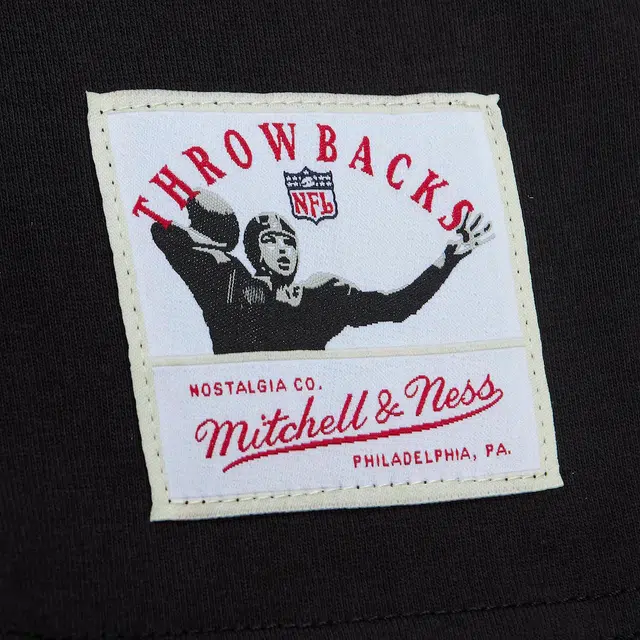 THROWBACKS
NFL
NOSTALGIA CO.
Mitchell & Ness
PHILADELPHIA, PA.